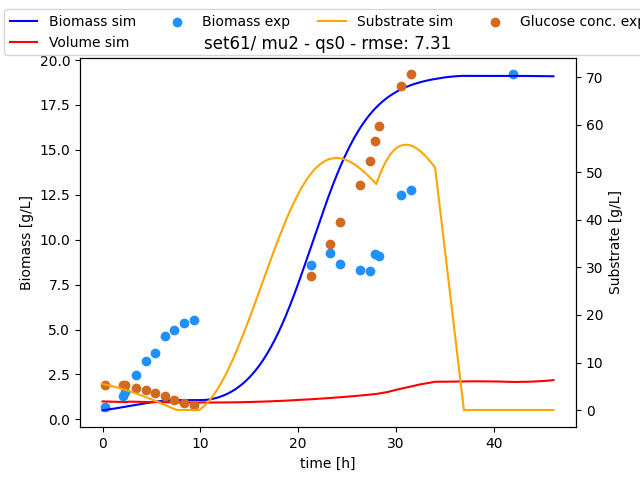 Biomass sim Biomass exp Substrate sim Glucose conc. exp
Volume sim
set61/ mu2 - qs0 - rmse: 7.31
Biomass [g/L]
20.0
17.5
15.0
12.5
10.0
7.5
5.0
2.5
0.0
70
60
50
40
30
20
10
0
Substrate [g/L]
0 10 20 30 40
time [h]